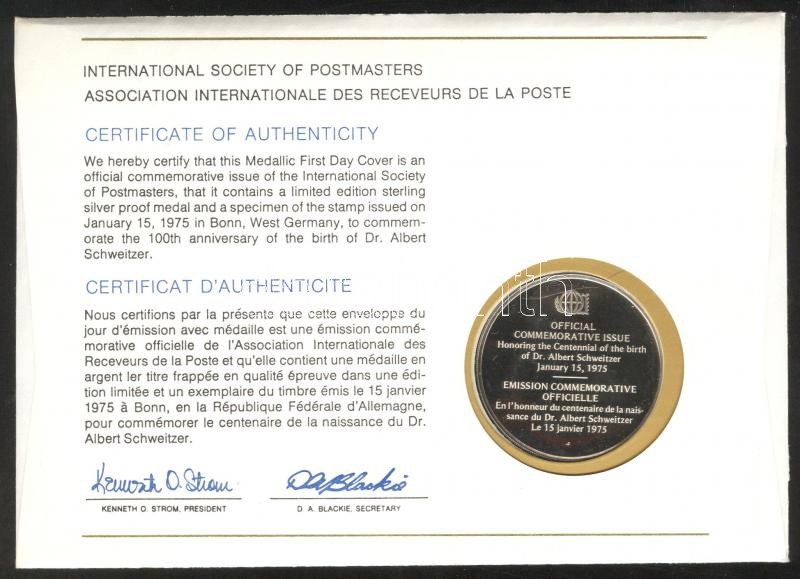 INTERNATIONAL SOCIETY OF POSTMASTERS
ASSOCIATION INTERNATIONALE DES RECEVEURS DE LA POSTE
CERTIFICATE OF AUTHENTICITY
We hereby certify that this Medallic First Day Cover is an
official commemorative issue of the International Society
of Postmasters, that it contains a limited edition sterling
silver proof medal and a specimen of the stamp issued on
January 15, 1975 in Bonn, West Germany, to commem-
orate the 100th anniversary of the birth of Dr. Albert
Schweitzer.
CERTIFICAT D'AUTHENTICITE
Nous certifions par la présente que cette enveloppe du
jour d'émission avec médaille est une émission commé-
morative officielle de l'Association Internationale des
Receveurs de la Poste et qu'elle contient une médaille en
argent ler titre frappée en qualité épreuve dans une édi-
tion limitée et un exemplaire du timbre émis le 15 janvier
1975 à Bonn, en la République Fédérale d'Allemagne,
pour commémorer le centenaire de la naissance du Dr.
Albert Schweitzer.
Kenneth O. Strom
KENNETH O. STROM, PRESIDENT
D A Blackie
D. A. BLACKIE, SECRETARY
OFFICIAL
COMMEMORATIVE ISSUE
Honoring the Centennial of the birth
of Dr. Albert Schweitzer
January 15, 1975
EMISSION COMMEMORATIVE
OFFICIELLE
En l'honneur du centenaire de la nais-
sance du Dr. Albert Schweitzer
Le 15 janvier 1975